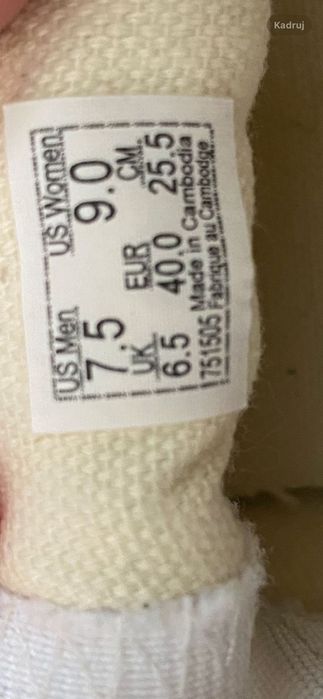 Kadruj
US Men US Women
7.5 9.0
UK EUR CM
6.5 40.0 25.5
751505 Made in Cambodia
Fabrique au Cambodge